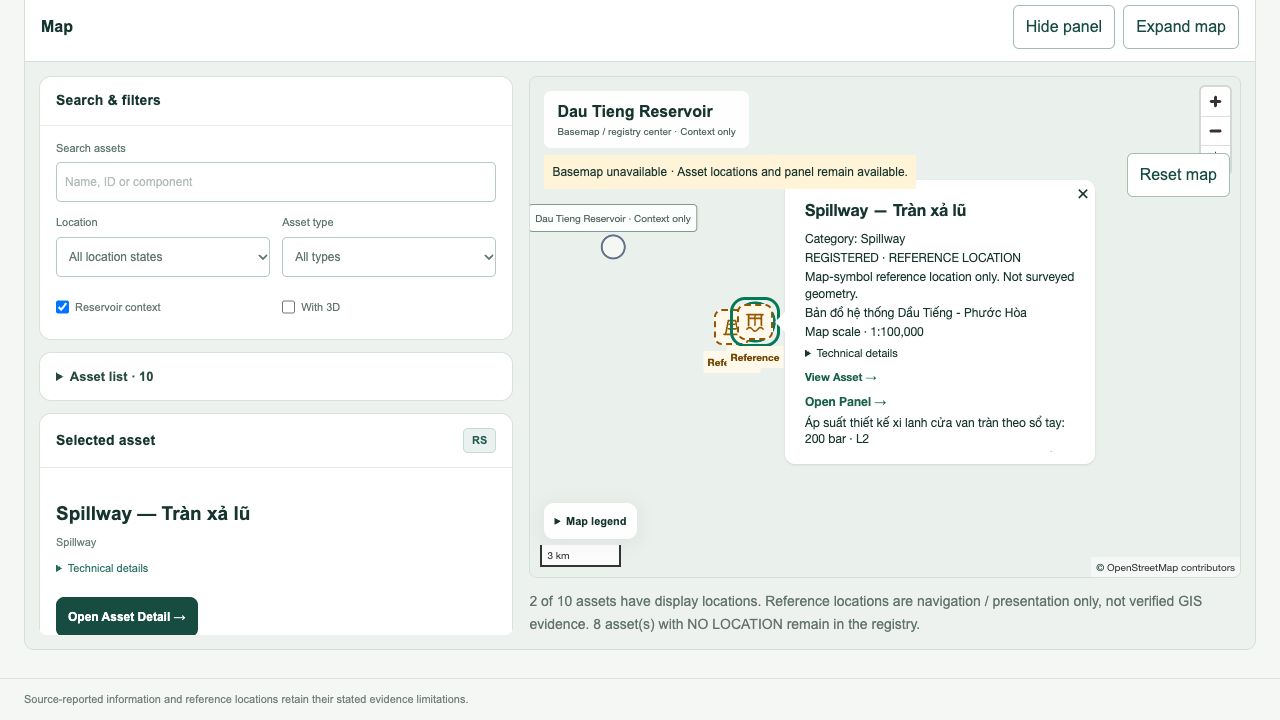 Map
Hide panel
Expand map
Search & filters
Search assets
Name, ID or component
Location
Asset type
All location states
All types
Reservoir context
With 3D
Asset list · 10
Selected asset
RS
Spillway — Tràn xả lũ
Spillway
Technical details
Open Asset Detail →
Dau Tieng Reservoir
Basemap / registry center · Context only
Basemap unavailable · Asset locations and panel remain available.
Reset map
Dau Tieng Reservoir · Context only
Refe
Reference
Spillway — Tràn xả lũ
Category: Spillway
REGISTERED · REFERENCE LOCATION
Map-symbol reference location only. Not surveyed
geometry.
Bản đồ hệ thống Dầu Tiếng - Phước Hòa
Map scale · 1:100,000
Technical details
View Asset →
Open Panel →
Áp suất thiết kế xi lanh cửa van tràn theo sổ tay:
200 bar · L2
Map legend
3 km
© OpenStreetMap contributors
2 of 10 assets have display locations. Reference locations are navigation / presentation only, not verified GIS
evidence. 8 asset(s) with NO LOCATION remain in the registry.
Source-reported information and reference locations retain their stated evidence limitations.